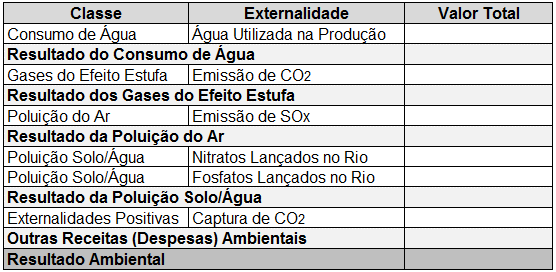 Classe Externalidade Valor Total
Consumo de Água Água Utilizada na Produção
Resultado do Consumo de Água
Gases do Efeito Estufa Emissão de CO2
Resultado dos Gases do Efeito Estufa
Poluição do Ar Emissão de SOx
Resultado da Poluição do Ar
Poluição Solo/Água Nitratos Lançados no Rio
Poluição Solo/Água Fosfatos Lançados no Rio
Resultado da Poluição Solo/Água
Externalidades Positivas Captura de CO2
Outras Receitas (Despesas) Ambientais
Resultado Ambiental